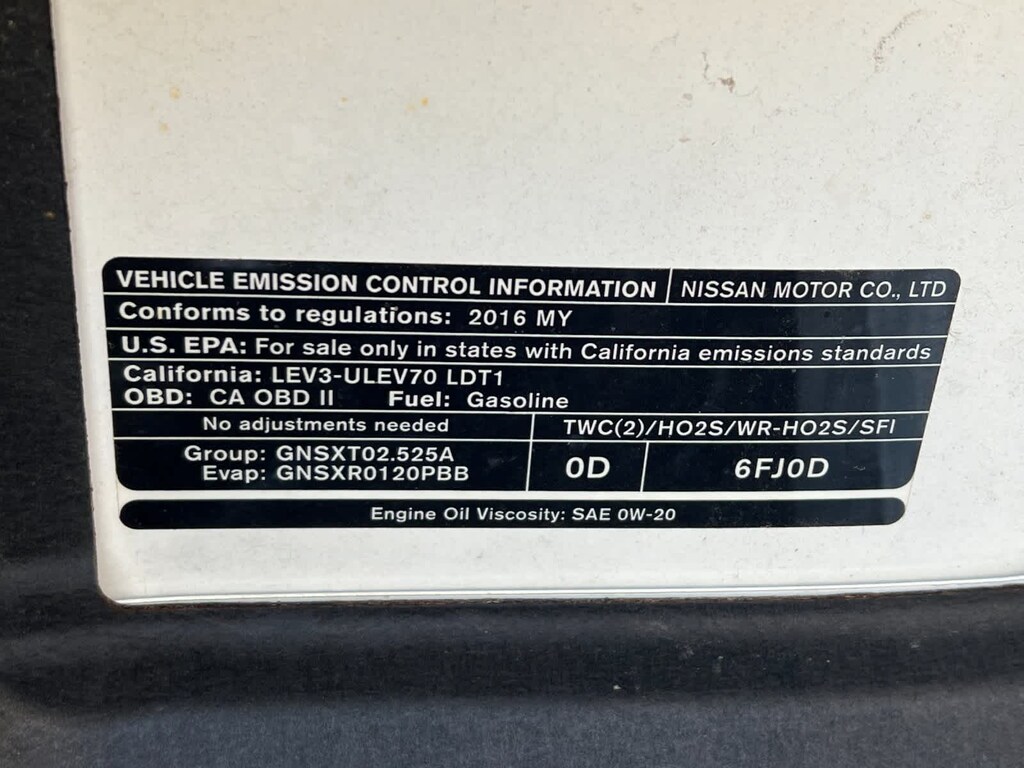 VEHICLE EMISSION CONTROL INFORMATION NISSAN MOTOR CO., LTD
Conforms to regulations: 2016 MY
U.S. EPA: For sale only in states with California emissions standards
California: LEV3-ULEV70 LDT1
OBD: CA OBD II Fuel: Gasoline
No adjustments needed TWC(2)/HO2S/WR-HO2S/SFI
Group: GNSXT02.525A
Evap: GNSXR0120PBB
0D 6FJ0D
Engine Oil Viscosity: SAE 0W-20